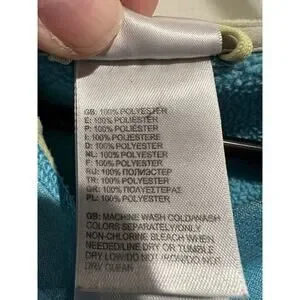 GB: 100% POLYESTER
E: 100% POLIESTER
P: 100% POLIÉSTER
I: 100% POLIESTERE
D: 100% POLYESTER
NL: 100% POLYESTER
F: 100% POLYESTER
RU: 100% ПОЛИЭСТЕР
TR: 100% POLYESTER
GR: 100% ΠΟΛΥΕΣΤΕΡΑΣ
PL: 100% POLYESTER
GB: MACHINE WASH COLD/WASH
COLORS SEPARATELY/ONLY
NON-CHLORINE BLEACH WHEN
NEEDED/LINE DRY OR TUMBLE
DRY LOW/DO NOT IRON/DO NOT
DRY CLEAN